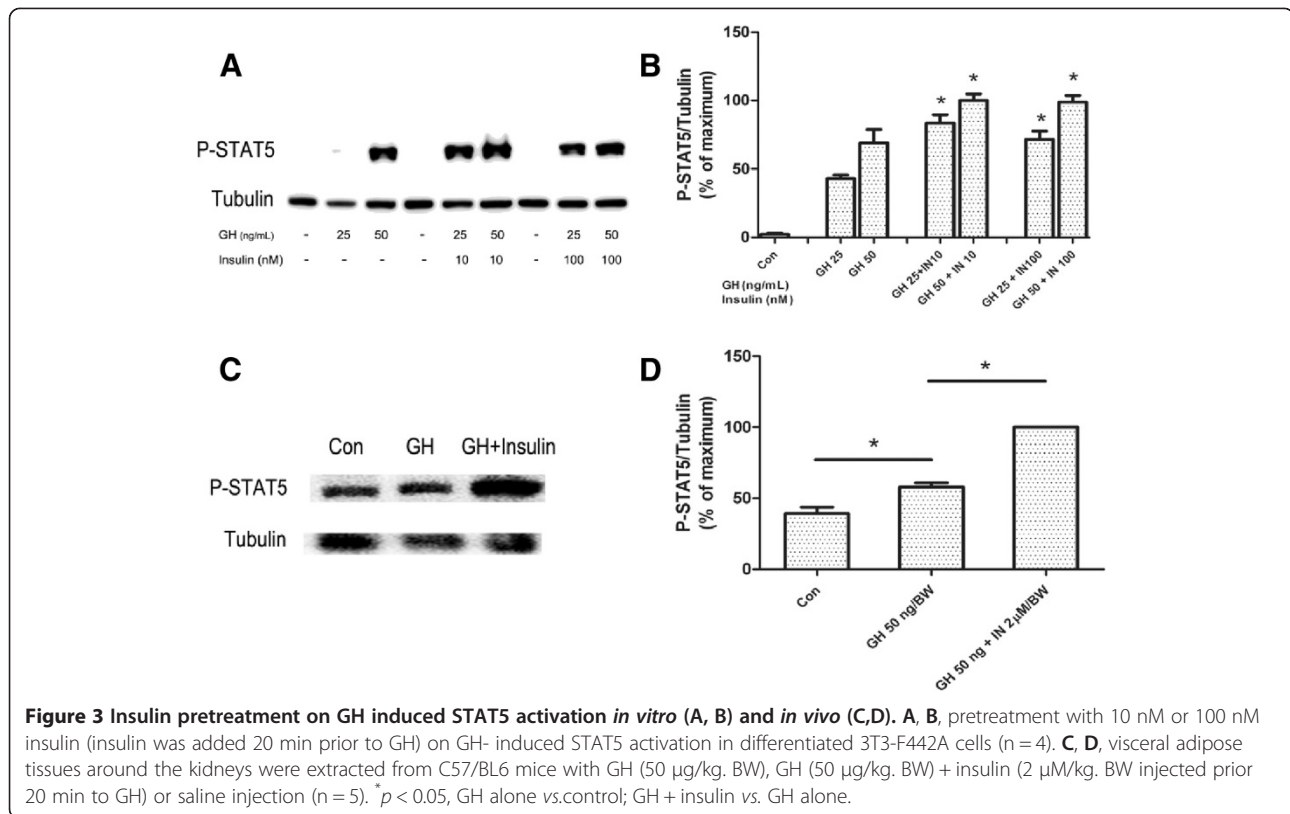 A
P-STAT5
Tubulin
GH (ng/mL) - 25 50 - 25 50 - 25 50
Insulin (nM) - - - - 10 10 - 100 100
B
P-STAT5/Tubulin
(% of maximum)
150
100
50
0
* * * *
Con
GH 25
GH 50
GH 25+IN10
GH 50 + IN 10
GH 25 + IN100
GH 50 + IN 100
GH (ng/mL)
Insulin (nM)
C
Con GH GH+Insulin
P-STAT5
Tubulin
D
P-STAT5/Tubulin
(% of maximum)
150
100
50
0
*
*
Con
GH 50 ng/BW
GH 50 ng + IN 2µM/BW
Figure 3 Insulin pretreatment on GH induced STAT5 activation in vitro (A, B) and in vivo (C,D). A, B, pretreatment with 10 nM or 100 nM
insulin (insulin was added 20 min prior to GH) on GH- induced STAT5 activation in differentiated 3T3-F442A cells (n = 4). C, D, visceral adipose
tissues around the kidneys were extracted from C57/BL6 mice with GH (50 μg/kg. BW), GH (50 μg/kg. BW) + insulin (2 μM/kg. BW injected prior
20 min to GH) or saline injection (n = 5). *p < 0.05, GH alone vs.control; GH + insulin vs. GH alone.